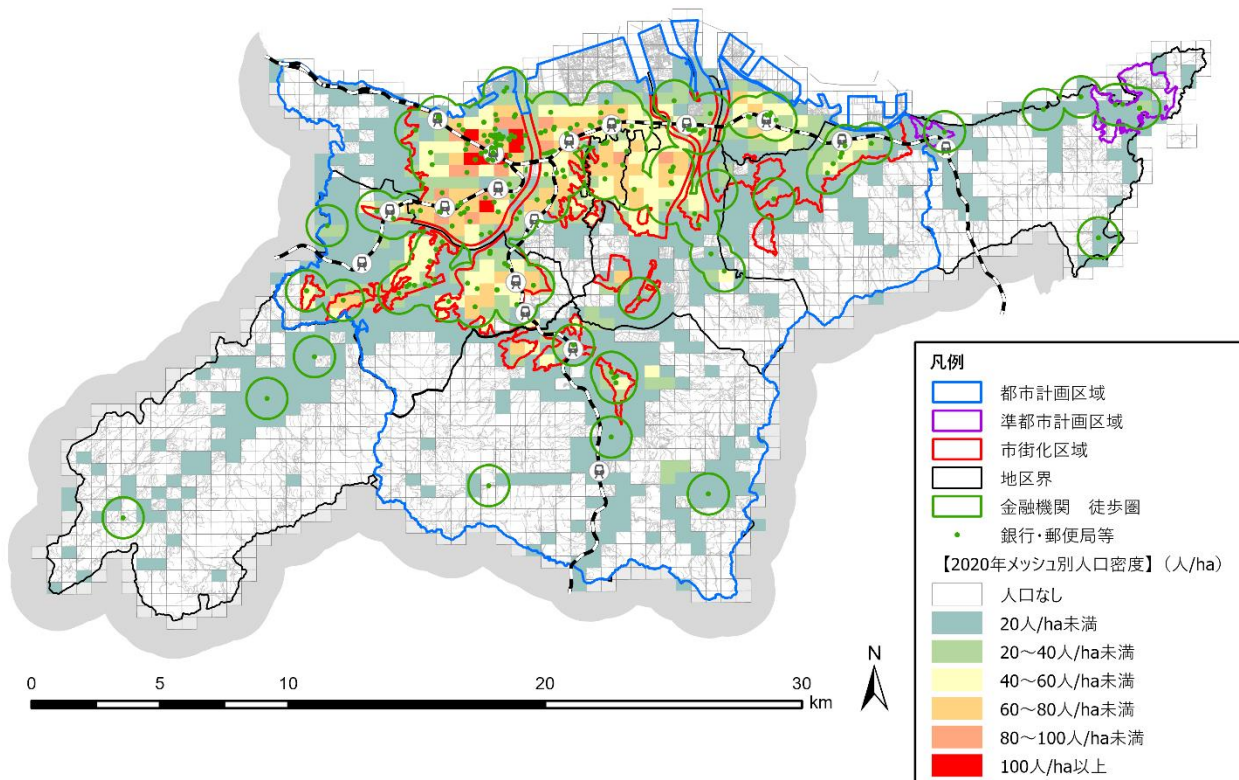 N
0 5 10 20 30
km
凡例
都市計画区域
準都市計画区域
市街化区域
地区界
金融機関　徒歩圏
銀行・郵便局等
【2020年メッシュ別人口密度】（人/ha）
人口なし
20人/ha未満
20～40人/ha未満
40～60人/ha未満
60～80人/ha未満
80～100人/ha未満
100人/ha以上